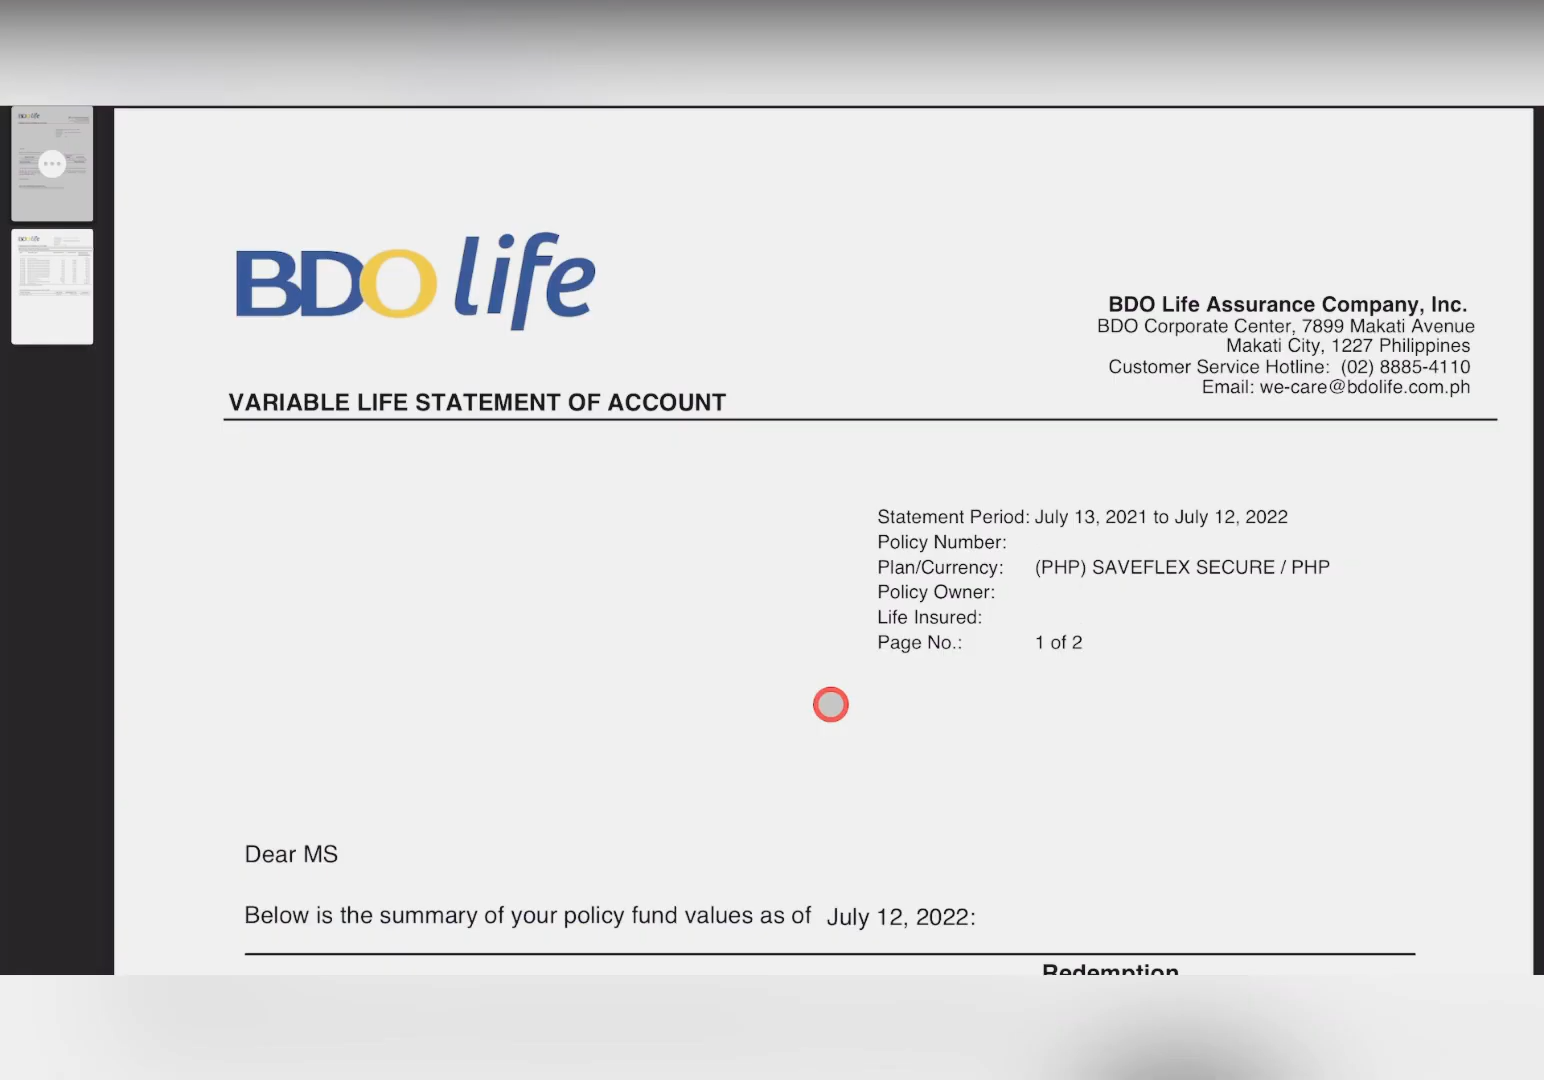 BDO life
BDO Life Assurance Company, Inc.
BDO Corporate Center, 7899 Makati Avenue
Makati City, 1227 Philippines
Customer Service Hotline: (02) 8885-4110
Email: we-care@bdolife.com.ph
VARIABLE LIFE STATEMENT OF ACCOUNT
Statement Period: July 13, 2021 to July 12, 2022
Policy Number:
Plan/Currency: (PHP) SAVEFLEX SECURE / PHP
Policy Owner:
Life Insured:
Page No.: 1 of 2
Dear MS
Below is the summary of your policy fund values as of July 12, 2022:
Redemption